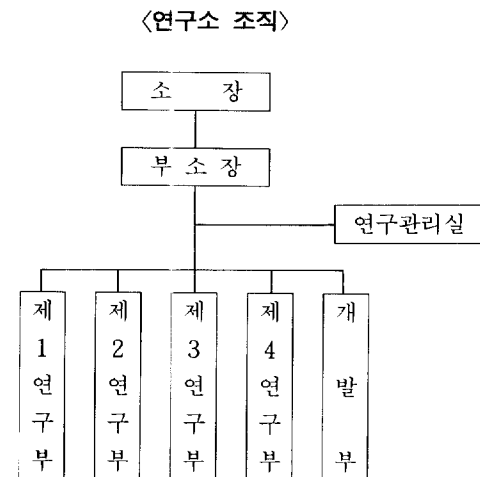 〈연구소 조직〉
소 장
부 소 장
연구관리실
제1연구부
제2연구부
제3연구부
제4연구부
개발부